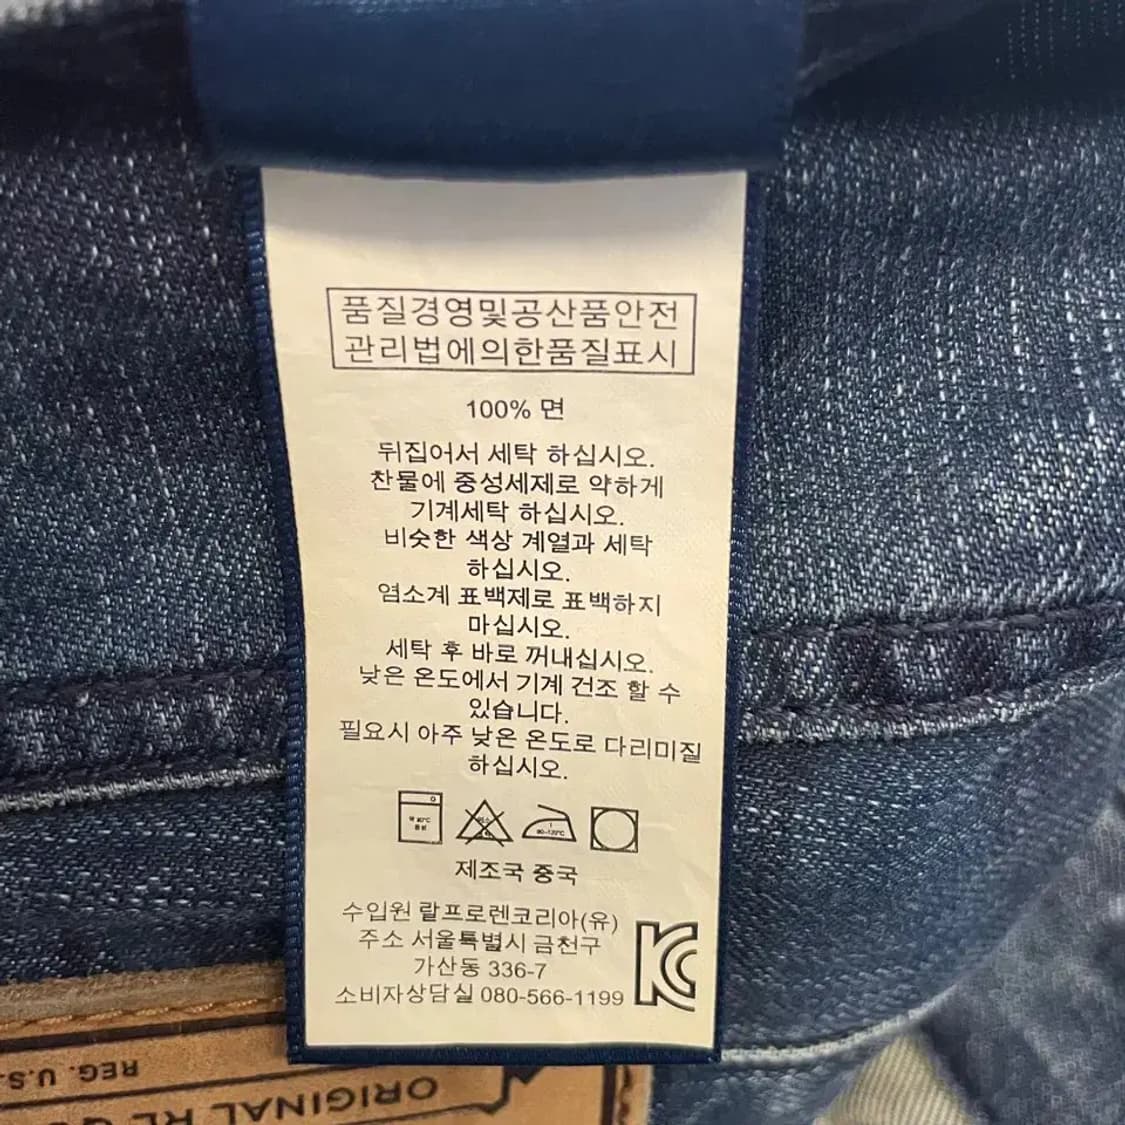 품질경영및공산품안전
관리법에의한품질표시
100% 면
뒤집어서 세탁 하십시오.
찬물에 중성세제로 약하게
기계세탁 하십시오.
비슷한 색상 계열과 세탁
하십시오.
염소계 표백제로 표백하지
마십시오.
세탁 후 바로 꺼내십시오.
낮은 온도에서 기계 건조 할 수
있습니다.
필요시 아주 낮은 온도로 다리미질
하십시오.
제조국 중국
수입원 랄프로렌코리아(유)
주소 서울특별시 금천구
가산동 336-7
소비자상담실 080-566-1199
KC
REG. U.S.
ORIGINAL